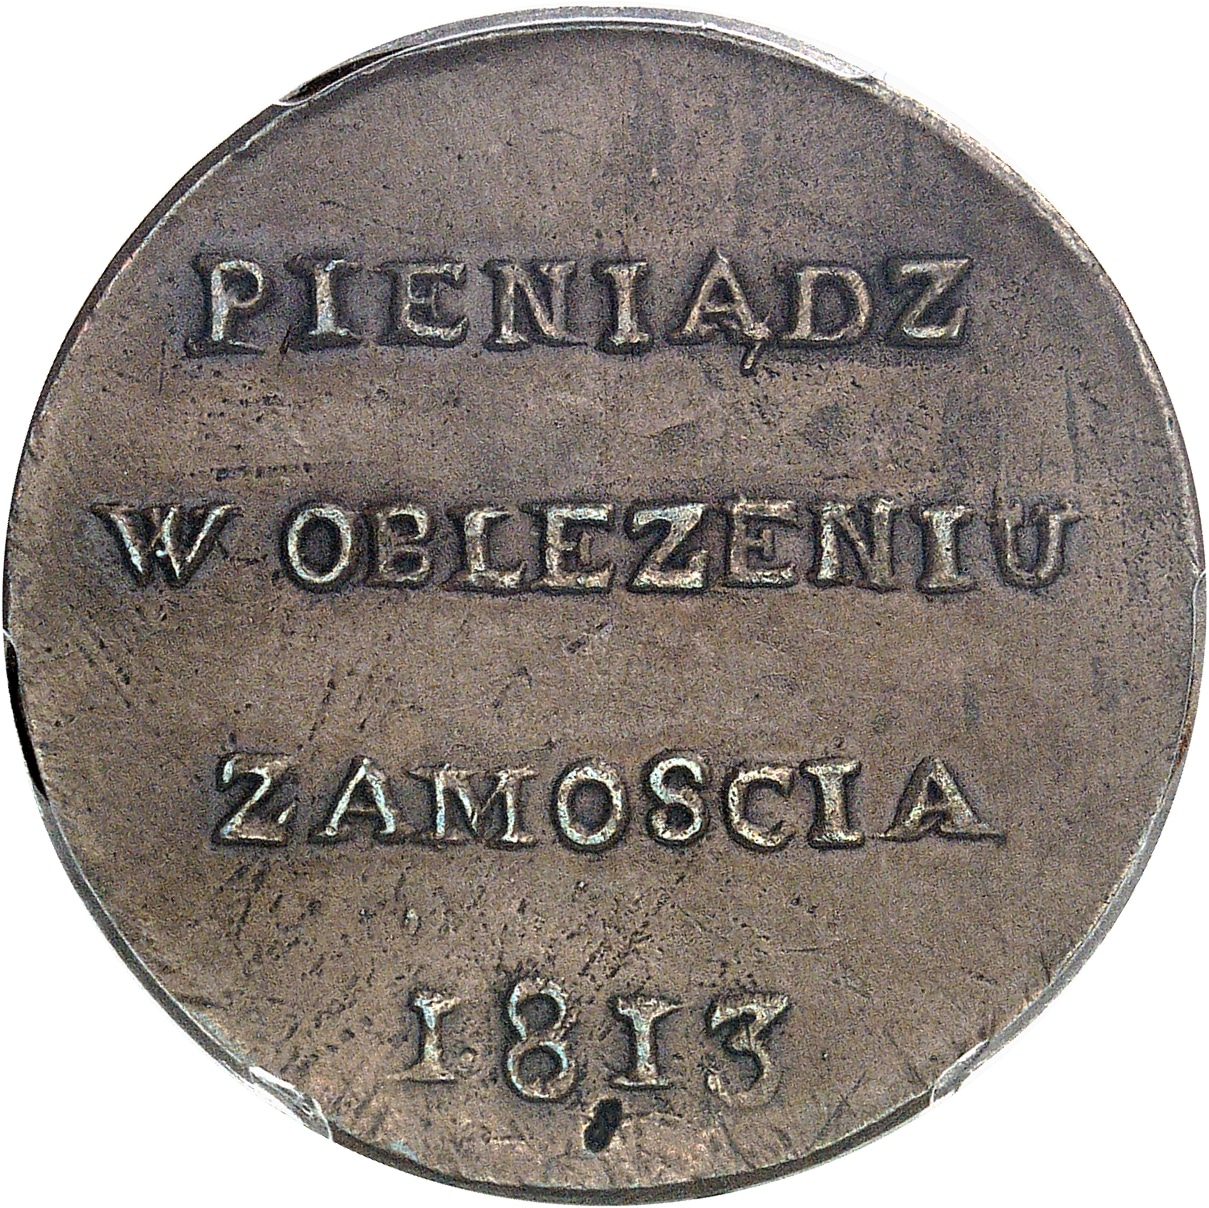 PIENIĄDZ
W OBLEZENIU
ZAMOSCIA
1813